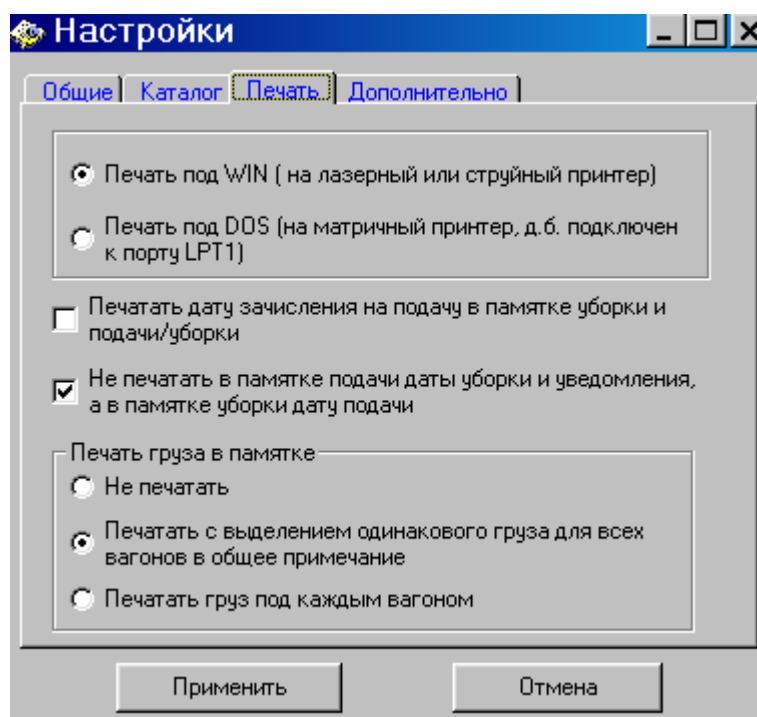 Настройки
Общие Каталог Печать Дополнительно
Печать под WIN ( на лазерный или струйный принтер)
Печать под DOS (на матричный принтер, д.б. подключен
к порту LPT1)
Печатать дату зачисления на подачу в памятке уборки и
подачи/уборки
Не печатать в памятке подачи даты уборки и уведомления,
а в памятке уборки дату подачи
Печать груза в памятке
Не печатать
Печатать с выделением одинакового груза для всех
вагонов в общее примечание
Печатать груз под каждым вагоном
Применить Отмена